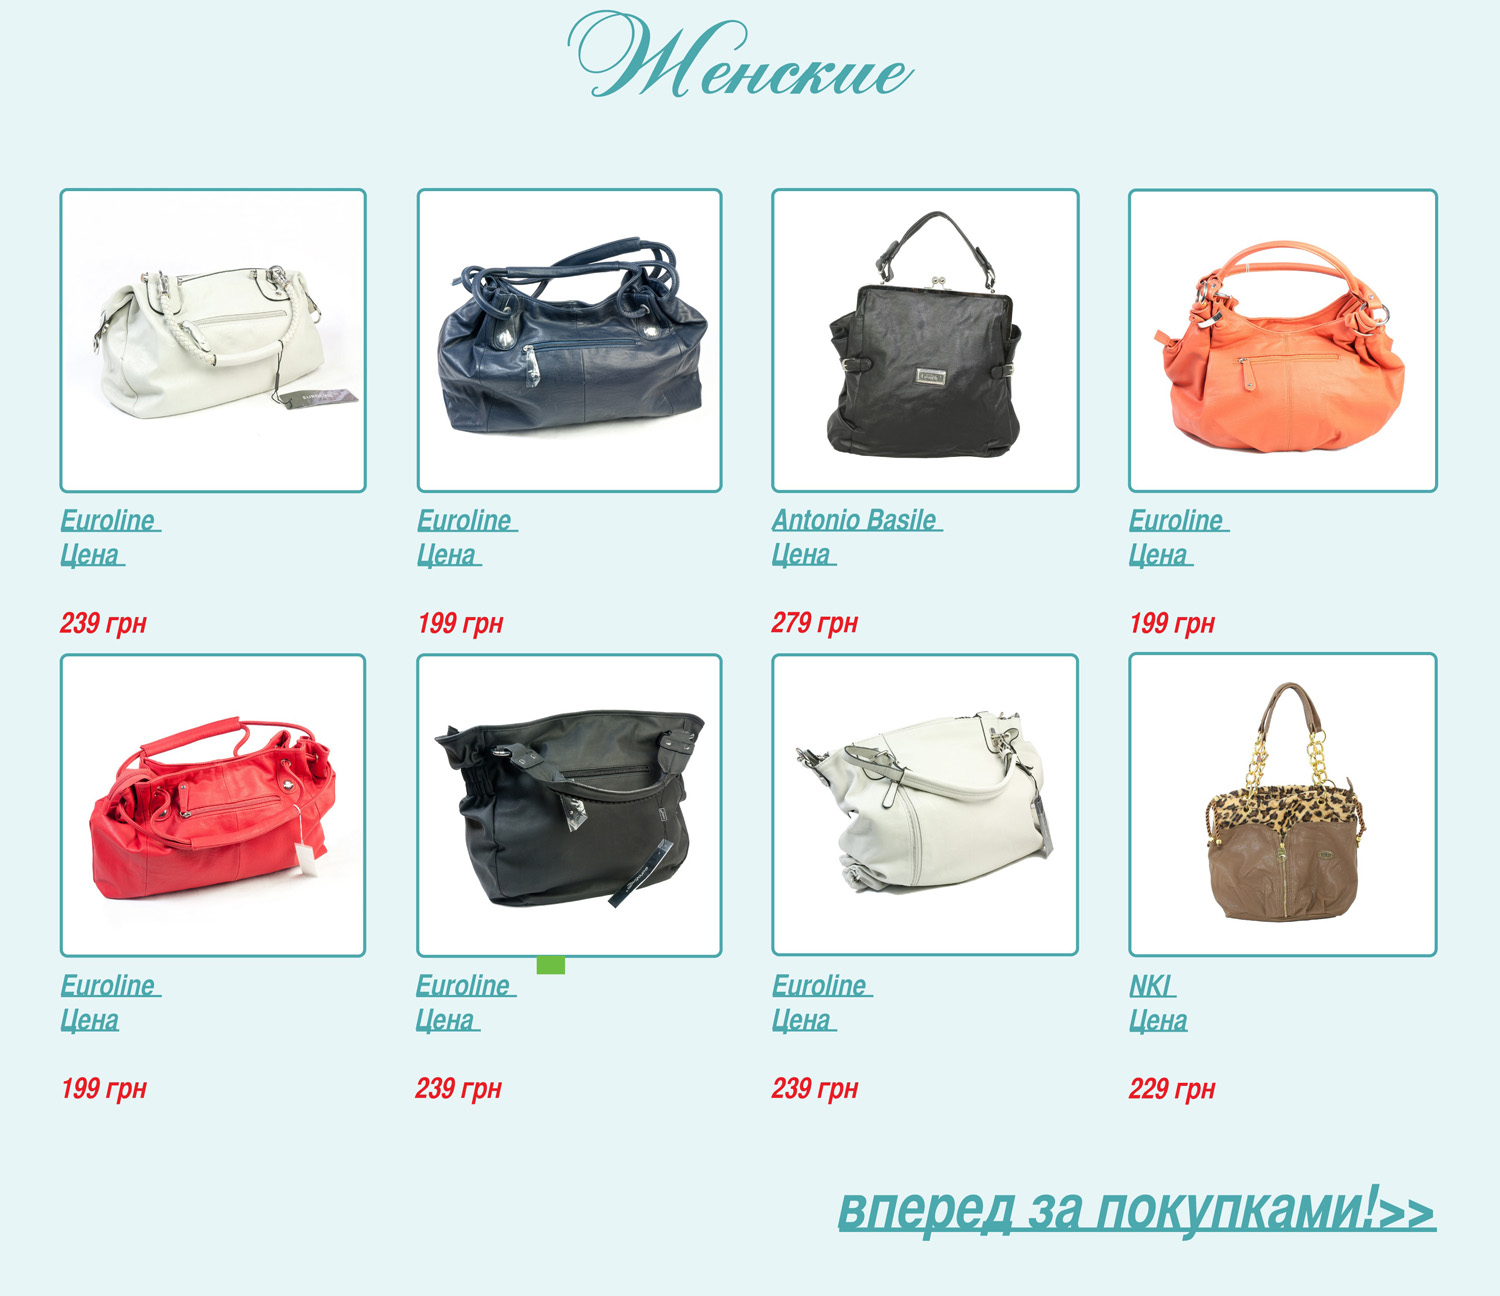 Женские
Euroline
Цена
239 грн
Euroline
Цена
199 грн
Antonio Basile
Цена
279 грн
Euroline
Цена
199 грн
Euroline
Цена
199 грн
Euroline
Цена
239 грн
Euroline
Цена
239 грн
NKI
Цена
229 грн
вперед за покупками!>>